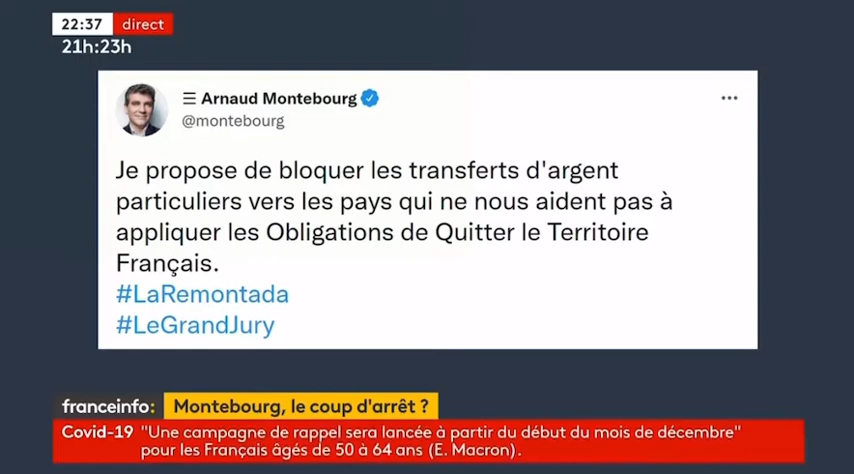 22:37 direct
21h:23h
☰ Arnaud Montebourg
@montebourg
Je propose de bloquer les transferts d'argent
particuliers vers les pays qui ne nous aident pas à
appliquer les Obligations de Quitter le Territoire
Français.
#LaRemontada
#LeGrandJury
franceinfo: Montebourg, le coup d'arrêt ?
Covid-19 "Une campagne de rappel sera lancée à partir du début du mois de décembre"
pour les Français âgés de 50 à 64 ans (E. Macron).